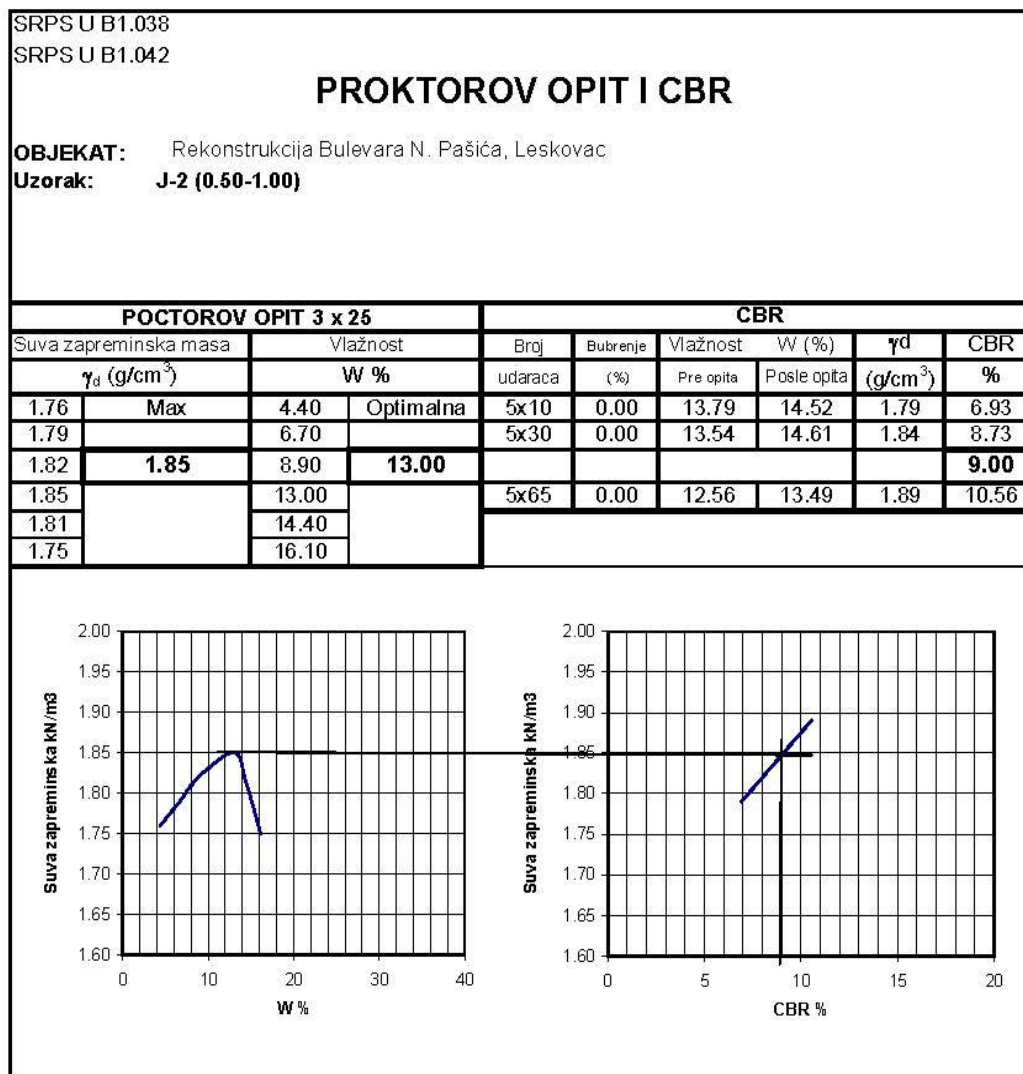 SRPS U B1.038
SRPS U B1.042
PROKTOROV OPIT I CBR
OBJEKAT: Rekonstrukcija Bulevara N. Pašića, Leskovac
Uzorak: J-2 (0.50-1.00)
POCTOROV OPIT 3 x 25 CBR
Suva zapreminska masa Vlažnost Broj Bubrenje Vlažnost W (%) γd CBR
γd (g/cm³) W % udaraca (%) Pre opita Posle opita (g/cm³) %
1.76 Max 4.40 Optimalna 5x10 0.00 13.79 14.52 1.79 6.93
1.79 6.70 5x30 0.00 13.54 14.61 1.84 8.73
1.82 1.85 8.90 13.00 9.00
1.85 13.00 5x65 0.00 12.56 13.49 1.89 10.56
1.81 14.40
1.75 16.10
Suva zapreminska kN/m3
2.00
1.95
1.90
1.85
1.80
1.75
1.70
1.65
1.60
0 10 20 30 40
W %
Suva zapreminska kN/m3
2.00
1.95
1.90
1.85
1.80
1.75
1.70
1.65
1.60
0 5 10 15 20
CBR %